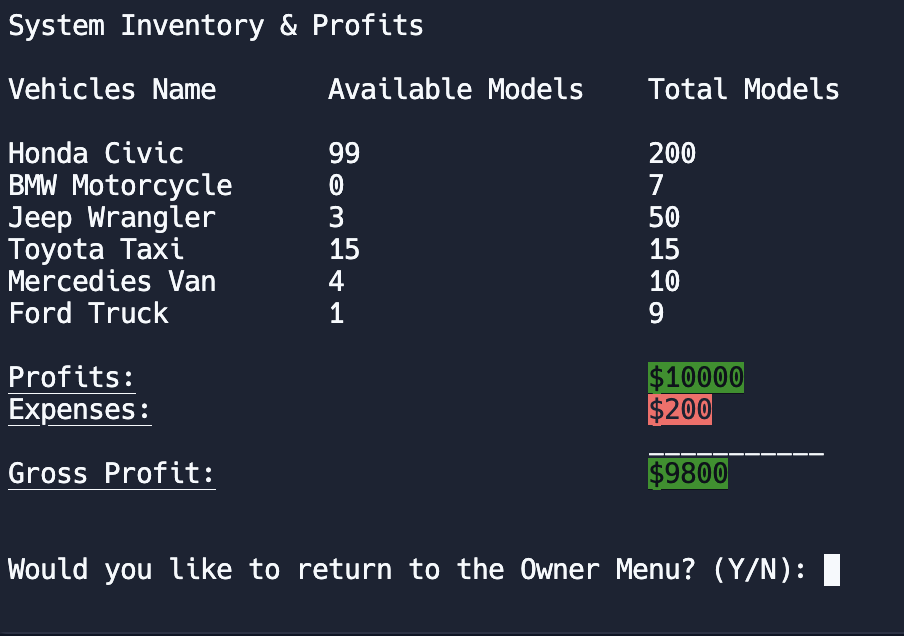 System Inventory & Profits
Vehicles Name Available Models Total Models
Honda Civic 99 200
BMW Motorcycle 0 7
Jeep Wrangler 3 50
Toyota Taxi 15 15
Mercedies Van 4 10
Ford Truck 1 9
Profits: $10000
Expenses: $200
___________
Gross Profit: $9800
Would you like to return to the Owner Menu? (Y/N):